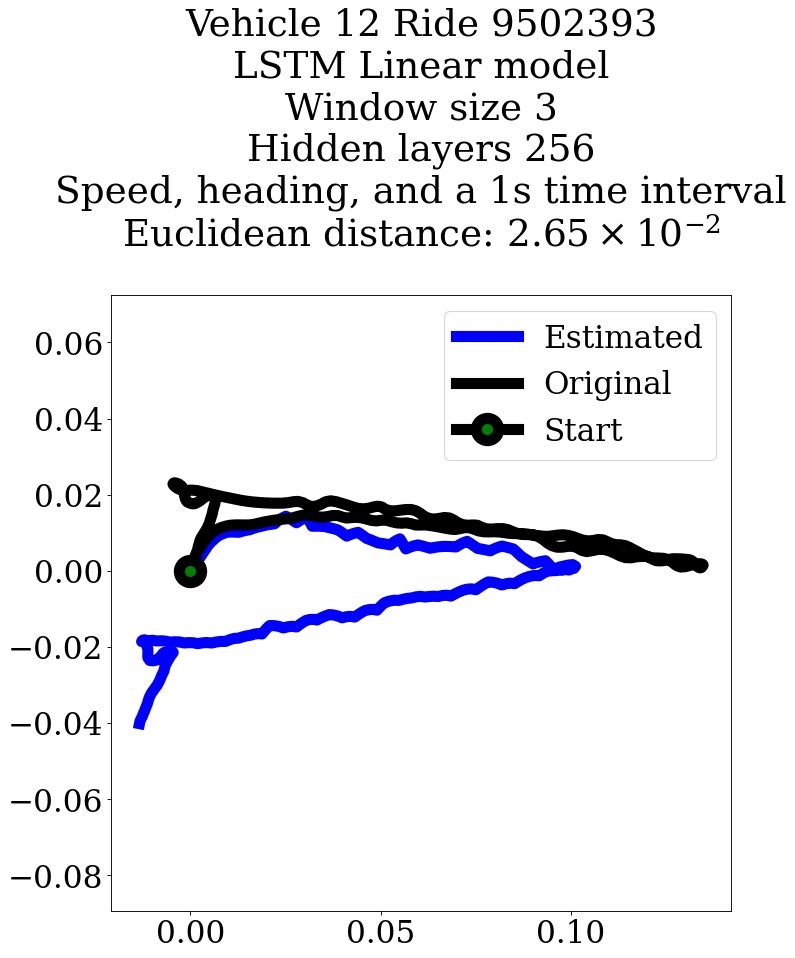 Vehicle 12 Ride 9502393
LSTM Linear model
Window size 3
Hidden layers 256
Speed, heading, and a 1s time interval
Euclidean distance: 2.65 × 10⁻²
Estimated
Original
Start
0.06
0.04
0.02
0.00
−0.02
−0.04
−0.06
−0.08
0.00 0.05 0.10